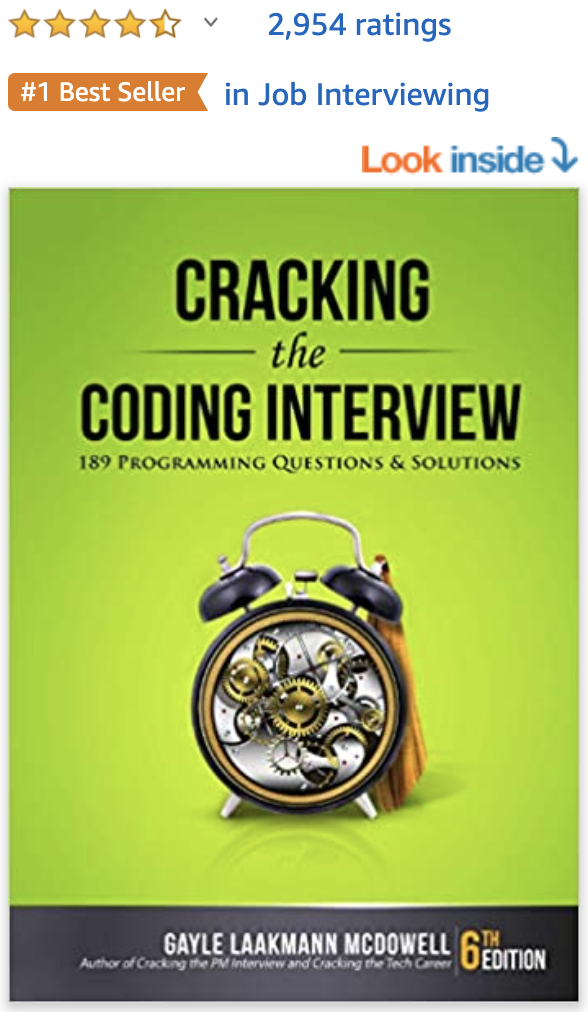 2,954 ratings
#1 Best Seller in Job Interviewing
Look inside
CRACKING
the
CODING INTERVIEW
189 PROGRAMMING QUESTIONS & SOLUTIONS
GAYLE LAAKMANN MCDOWELL
Author of Cracking the PM Interview and Cracking the Tech Career
6TH EDITION